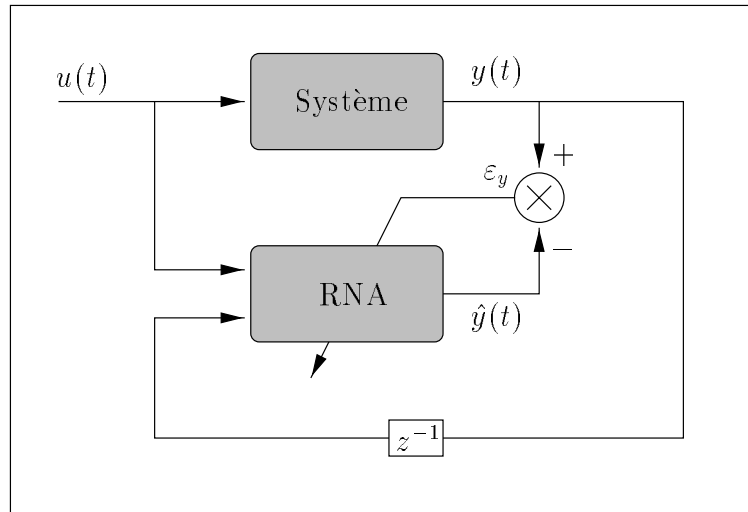 u(t)
Système
y(t)
+
ε_y
−
RNA
ŷ(t)
z⁻¹